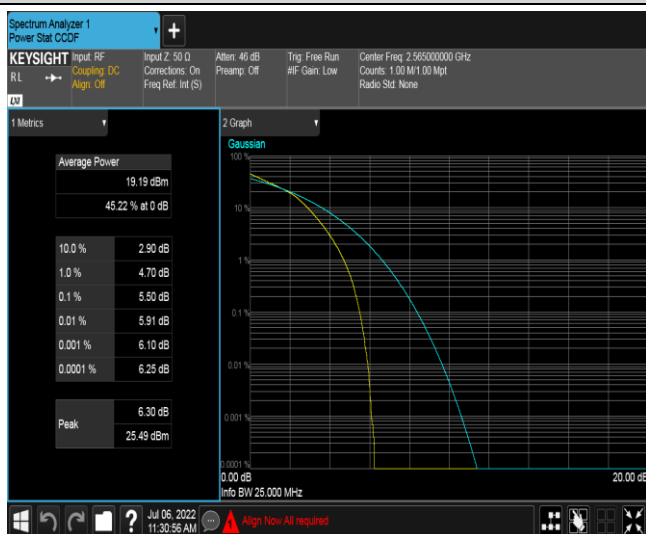 Spectrum Analyzer 1
Power Stat CCDF
+
KEYSIGHT
R L
LXI
Input: RF
Coupling: DC
Align: Off
Input Z: 50 Ω
Corrections: On
Freq Ref: Int (S)
Atten: 46 dB
Preamp: Off
Trig: Free Run
#IF Gain: Low
Center Freq: 2.565000000 GHz
Counts: 1.00 M/1.00 Mpt
Radio Std: None
1 Metrics
Average Power
19.19 dBm
45.22 % at 0 dB
10.0 % 2.90 dB
1.0 % 4.70 dB
0.1 % 5.50 dB
0.01 % 5.91 dB
0.001 % 6.10 dB
0.0001 % 6.25 dB
Peak
6.30 dB
25.49 dBm
2 Graph
Gaussian
100 %
10 %
1 %
0.1 %
0.01 %
0.001 %
0.0001 %
0.00 dB
20.00 dB
Info BW 25.000 MHz
?
Jul 06, 2022
11:30:56 AM
Align Now All required